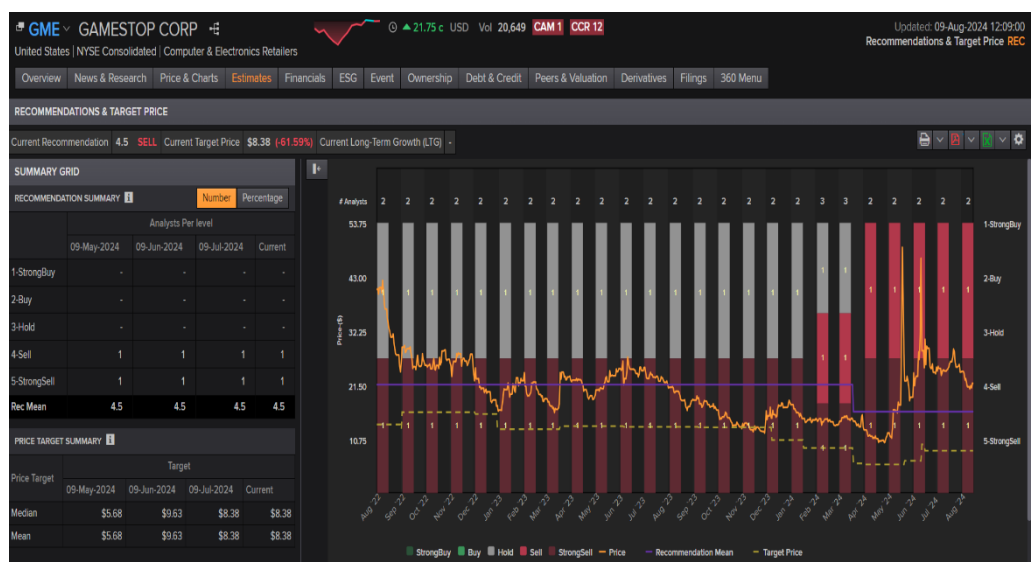 GME GAMESTOP CORP
21.75 c USD Vol 20,649 CAM 1 CCR 12
Updated: 09-Aug-2024 12:09:00
United States | NYSE Consolidated | Computer & Electronics Retailers
Recommendations & Target Price REC
Overview News & Research Price & Charts Estimates Financials ESG Event Ownership Debt & Credit Peers & Valuation Derivatives Filings 360 Menu
RECOMMENDATIONS & TARGET PRICE
Current Recommendation 4.5 SELL Current Target Price $8.38 (-61.59%) Current Long-Term Growth (LTG) -
SUMMARY GRID
RECOMMENDATION SUMMARY Number Percentage
Analysts Per level
09-May-2024 09-Jun-2024 09-Jul-2024 Current
1-StrongBuy - - - -
2-Buy - - - -
3-Hold - - - -
4-Sell 1 1 1 1
5-StrongSell 1 1 1 1
Rec Mean 4.5 4.5 4.5 4.5
PRICE TARGET SUMMARY
Target
Price Target
09-May-2024 09-Jun-2024 09-Jul-2024 Current
Median $5.68 $9.63 $8.38 $8.38
Mean $5.68 $9.63 $8.38 $8.38
# Analysts 2 2 2 2 2 2 2 2 2 2 2 2 2 2 2 2 2 2 3 3 2 2 2 2 2
53.75 1-StrongBuy
43.00 2-Buy
Price-($)
32.25 3-Hold
21.50 4-Sell
10.75 5-StrongSell
Aug '22 Sep '22 Oct '22 Nov '22 Dec '22 Jan '23 Feb '23 Mar '23 Apr '23 May '23 Jun '23 Jul '23 Aug '23 Sep '23 Oct '23 Nov '23 Dec '23 Jan '24 Feb '24 Mar '24 Apr '24 May '24 Jun '24 Jul '24 Aug '24
StrongBuy Buy Hold Sell StrongSell Price Recommendation Mean Target Price